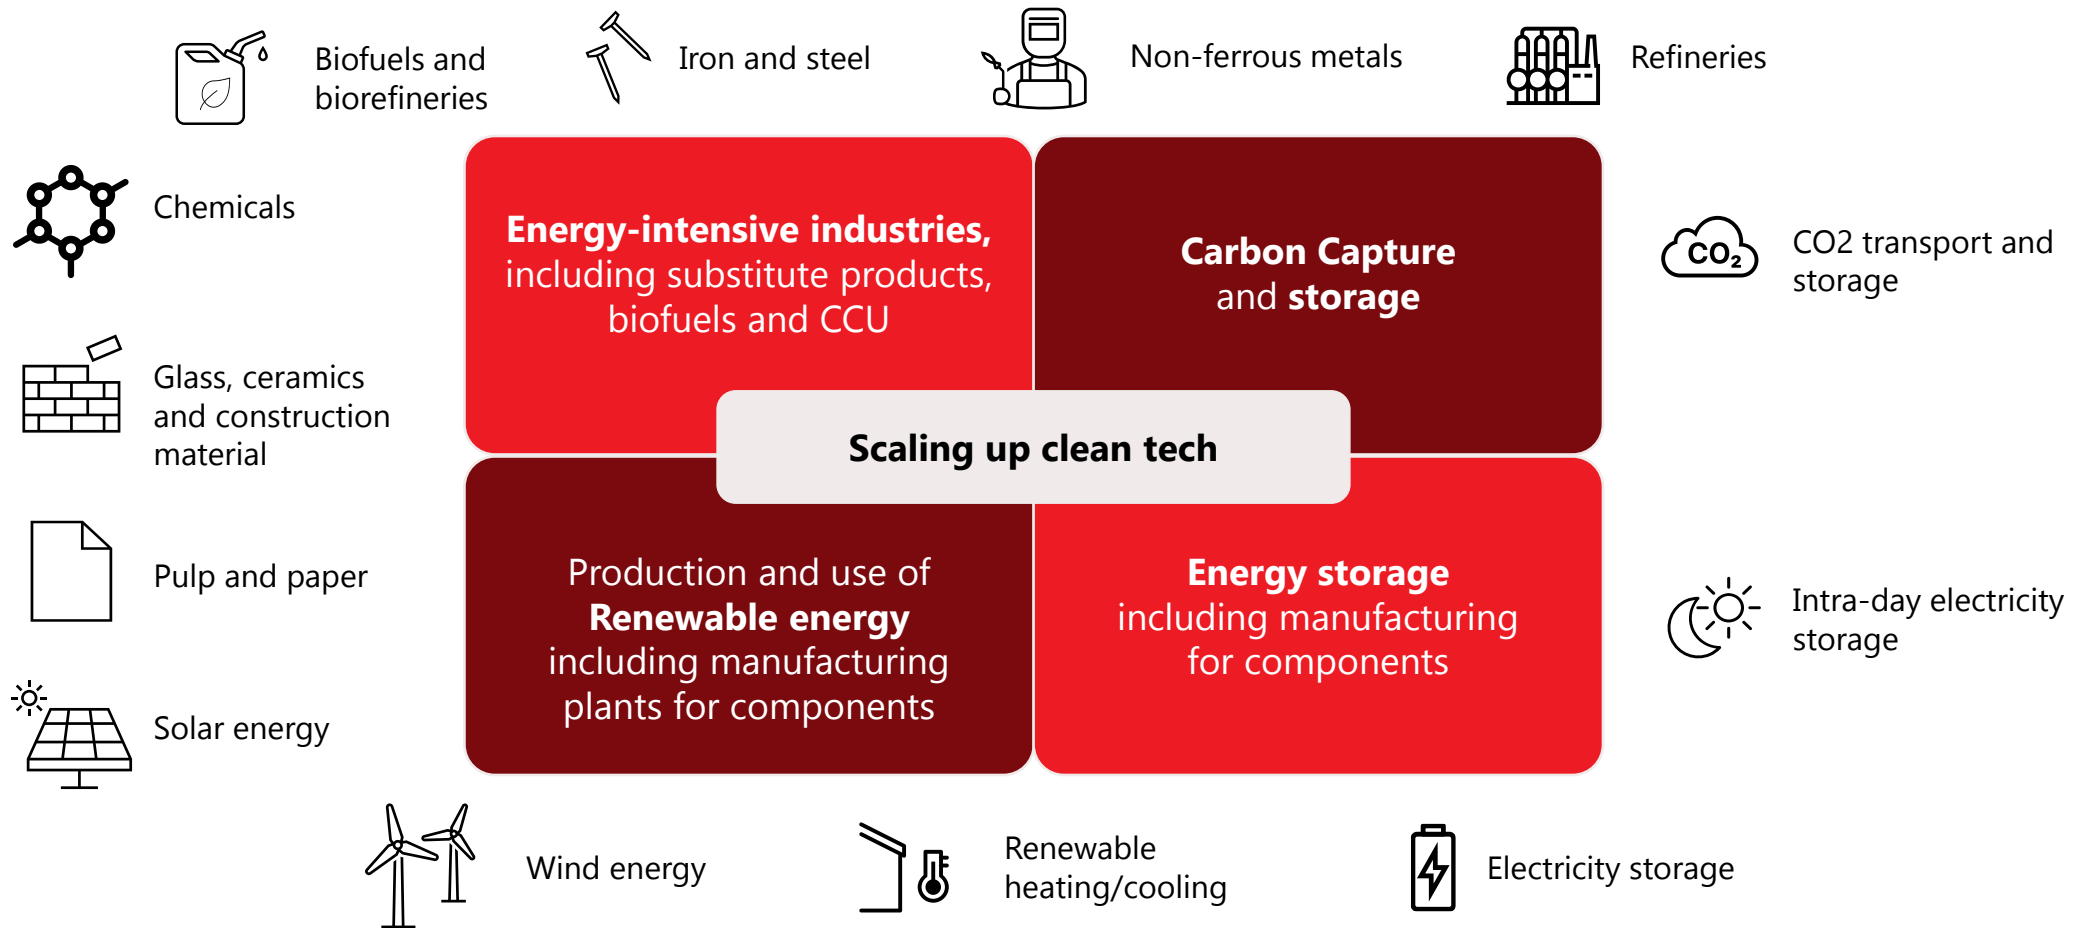 Biofuels and
biorefineries
Iron and steel
Non-ferrous metals
Refineries
Chemicals
Glass, ceramics
and construction
material
Pulp and paper
Solar energy
Energy-intensive industries,
including substitute products,
biofuels and CCU
Carbon Capture
and storage
Scaling up clean tech
Production and use of
Renewable energy
including manufacturing
plants for components
Energy storage
including manufacturing
for components
CO₂
CO2 transport and
storage
Intra-day electricity
storage
Wind energy
Renewable
heating/cooling
Electricity storage